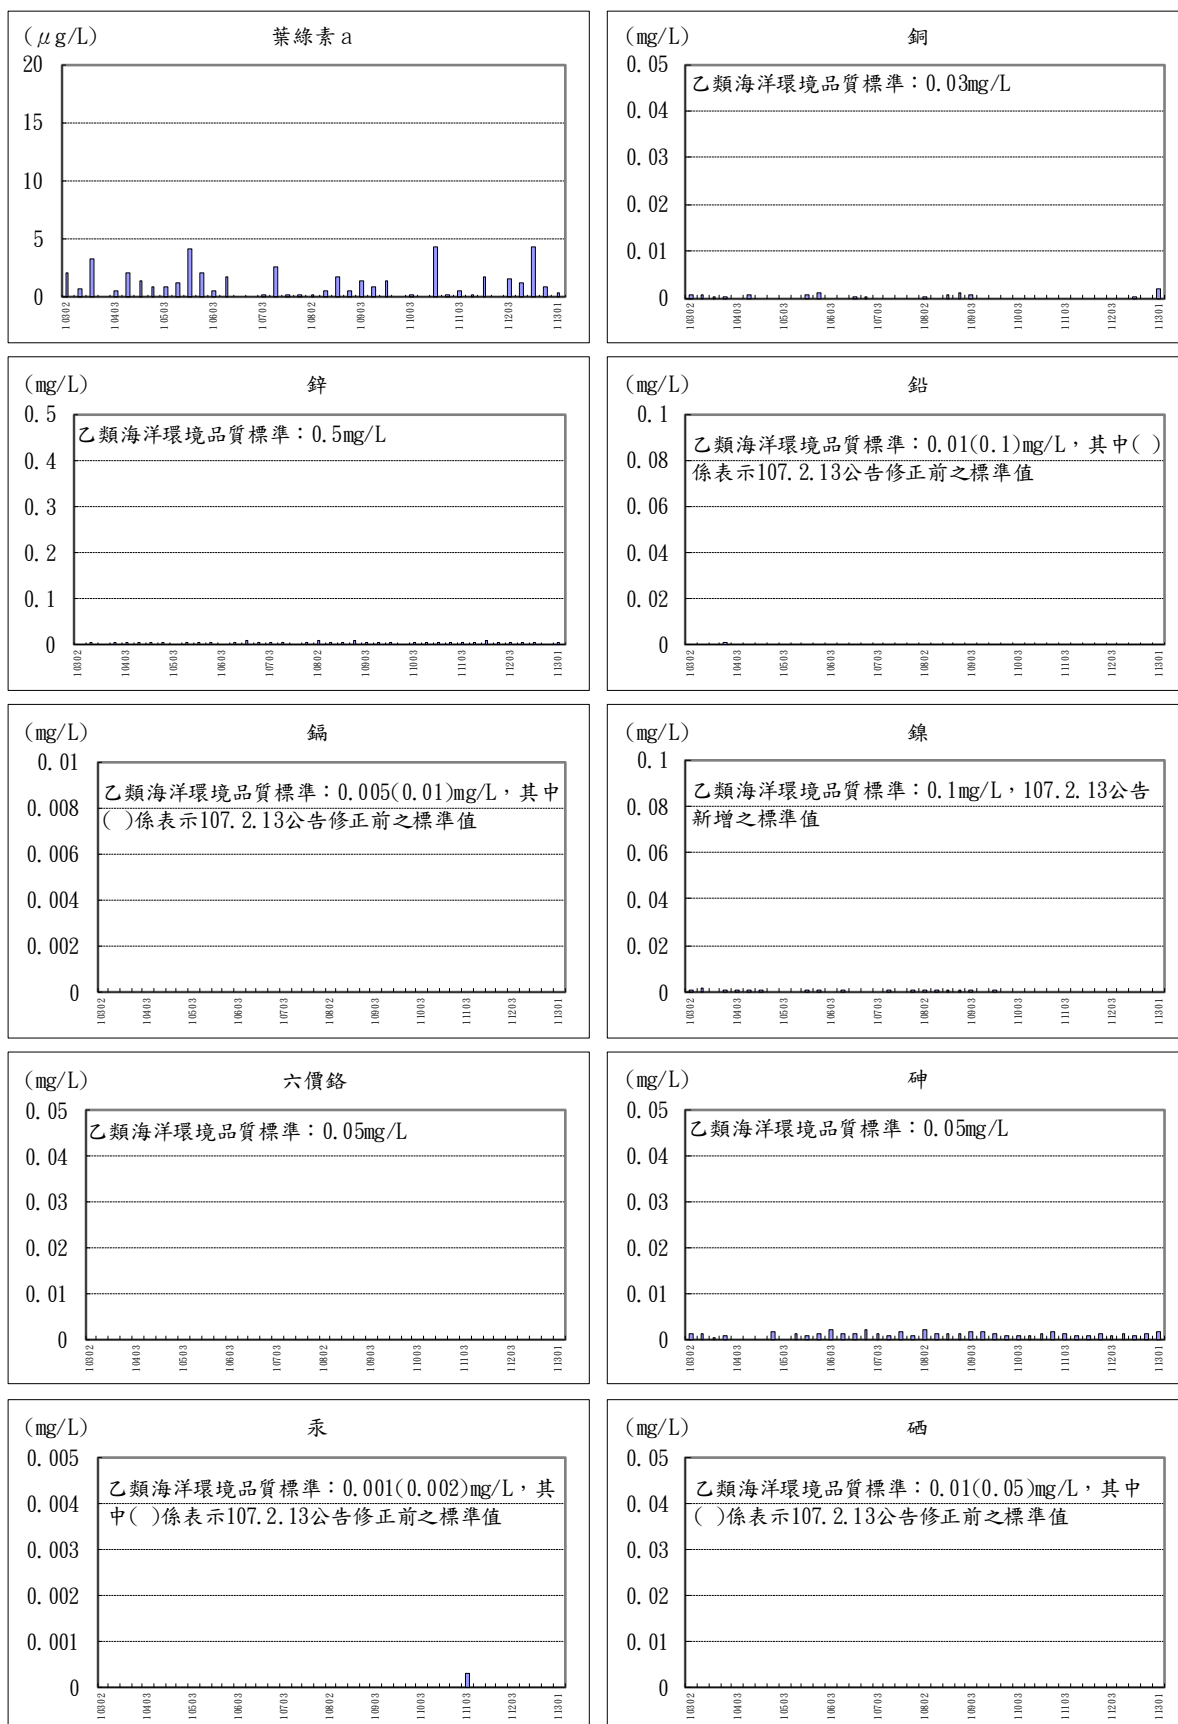 (μg/L) 葉綠素a
20
15
10
5
0
10302 10403 10503 10603 10703 10802 10903 11003 11103 11203 11301
(mg/L) 銅
0.05
乙類海洋環境品質標準：0.03mg/L
0.04
0.03
0.02
0.01
0
10302 10403 10503 10603 10703 10802 10903 11003 11103 11203 11301
(mg/L) 鋅
0.5
乙類海洋環境品質標準：0.5mg/L
0.4
0.3
0.2
0.1
0
10302 10403 10503 10603 10703 10802 10903 11003 11103 11203 11301
(mg/L) 鉛
0.1
乙類海洋環境品質標準：0.01(0.1)mg/L，其中( )
0.08
係表示107.2.13公告修正前之標準值
0.06
0.04
0.02
0
10302 10403 10503 10603 10703 10802 10903 11003 11103 11203 11301
(mg/L) 鎘
0.01
乙類海洋環境品質標準：0.005(0.01)mg/L，其中
0.008
( )係表示107.2.13公告修正前之標準值
0.006
0.004
0.002
0
10302 10403 10503 10603 10703 10802 10903 11003 11103 11203 11301
(mg/L) 鎳
0.1
乙類海洋環境品質標準：0.1mg/L，107.2.13公告
0.08
新增之標準值
0.06
0.04
0.02
0
10302 10403 10503 10603 10703 10802 10903 11003 11103 11203 11301
(mg/L) 六價鉻
0.05
乙類海洋環境品質標準：0.05mg/L
0.04
0.03
0.02
0.01
0
10302 10403 10503 10603 10703 10802 10903 11003 11103 11203 11301
(mg/L) 砷
0.05
乙類海洋環境品質標準：0.05mg/L
0.04
0.03
0.02
0.01
0
10302 10403 10503 10603 10703 10802 10903 11003 11103 11203 11301
(mg/L) 汞
0.005
乙類海洋環境品質標準：0.001(0.002)mg/L，其
0.004
中( )係表示107.2.13公告修正前之標準值
0.003
0.002
0.001
0
10302 10403 10503 10603 10703 10802 10903 11003 11103 11203 11301
(mg/L) 硒
0.05
乙類海洋環境品質標準：0.01(0.05)mg/L，其中
0.04
( )係表示107.2.13公告修正前之標準值
0.03
0.02
0.01
0
10302 10403 10503 10603 10703 10802 10903 11003 11103 11203 11301